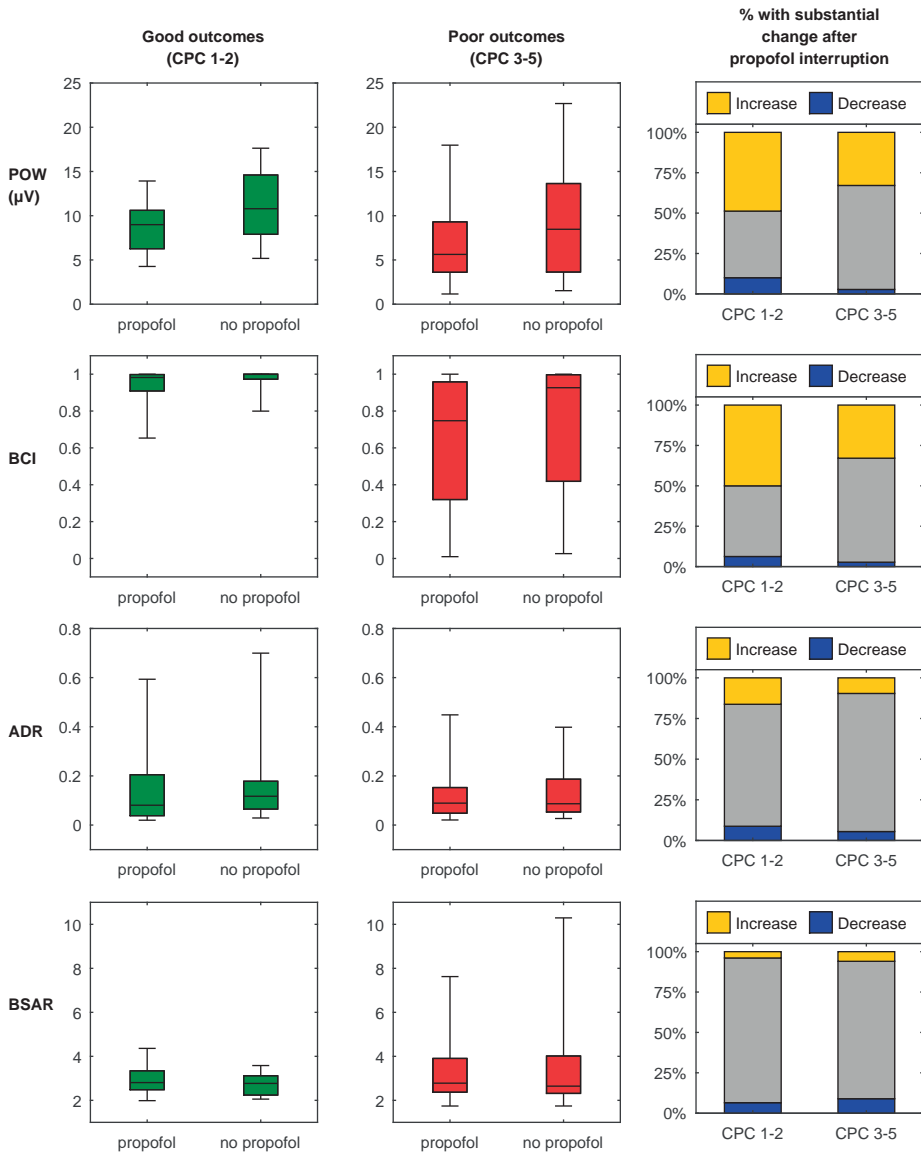 Good outcomes
(CPC 1-2)
Poor outcomes
(CPC 3-5)
% with substantial
change after
propofol interruption
POW
(µV)
25
20
15
10
5
0
propofol
no propofol
25
20
15
10
5
0
propofol
no propofol
Increase
Decrease
100%
75%
50%
25%
0%
CPC 1-2
CPC 3-5
BCI
1
0.8
0.6
0.4
0.2
0
propofol
no propofol
1
0.8
0.6
0.4
0.2
0
propofol
no propofol
Increase
Decrease
100%
75%
50%
25%
0%
CPC 1-2
CPC 3-5
ADR
0.8
0.6
0.4
0.2
0
propofol
no propofol
0.8
0.6
0.4
0.2
0
propofol
no propofol
Increase
Decrease
100%
75%
50%
25%
0%
CPC 1-2
CPC 3-5
BSAR
10
8
6
4
2
propofol
no propofol
10
8
6
4
2
propofol
no propofol
Increase
Decrease
100%
75%
50%
25%
0%
CPC 1-2
CPC 3-5